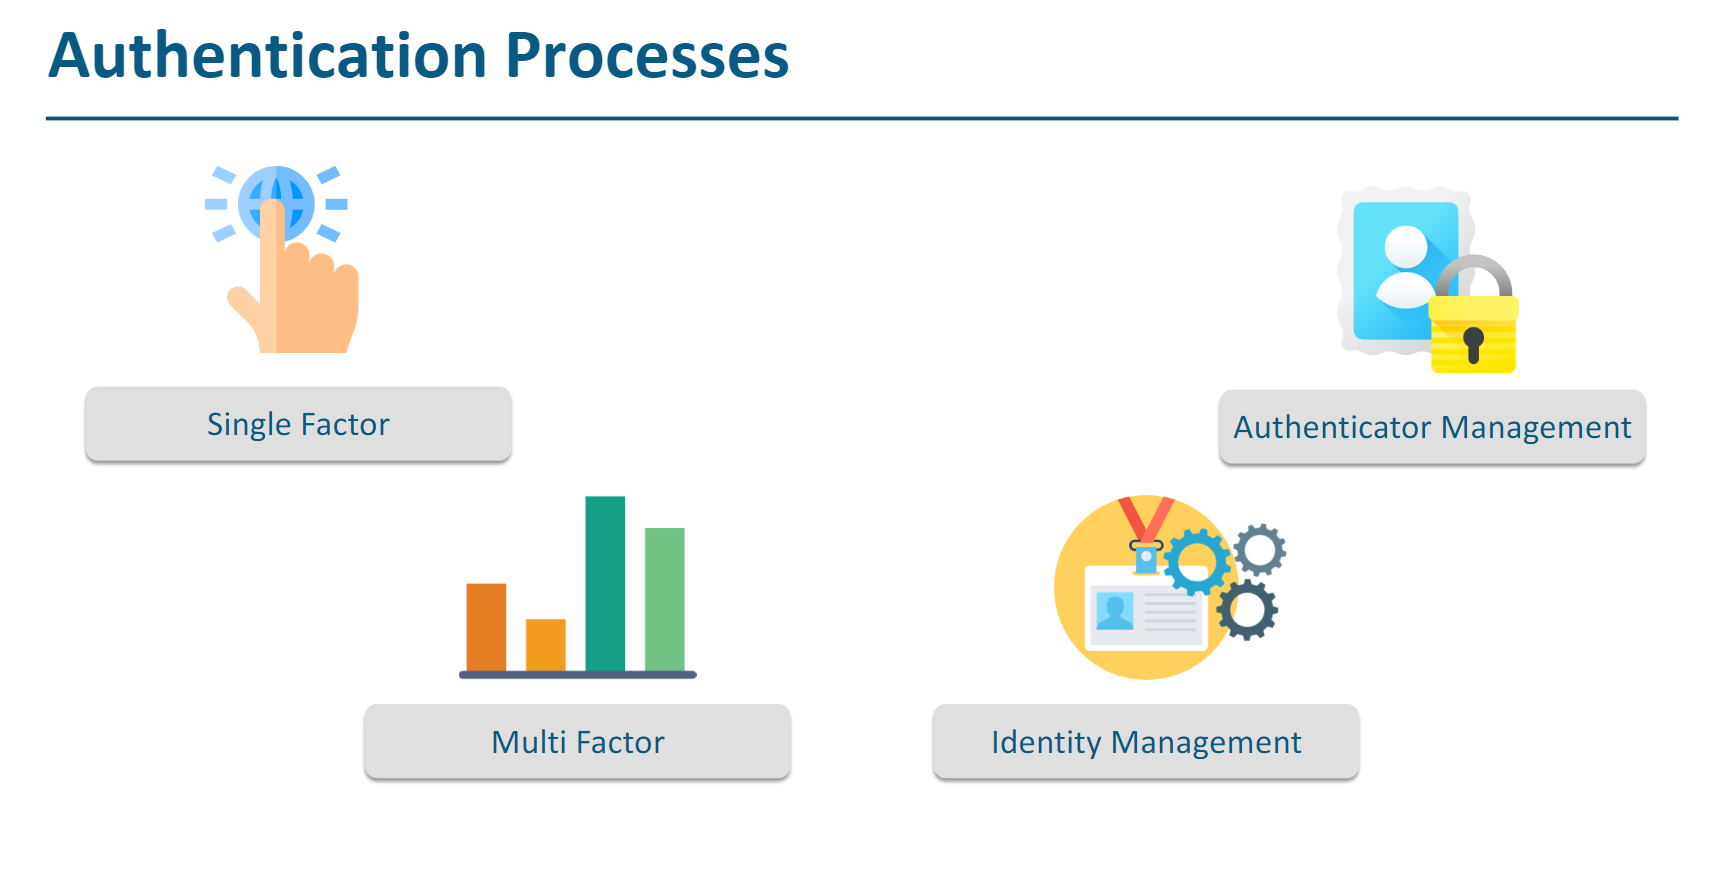 Authentication Processes
Single Factor
Authenticator Management
Multi Factor
Identity Management